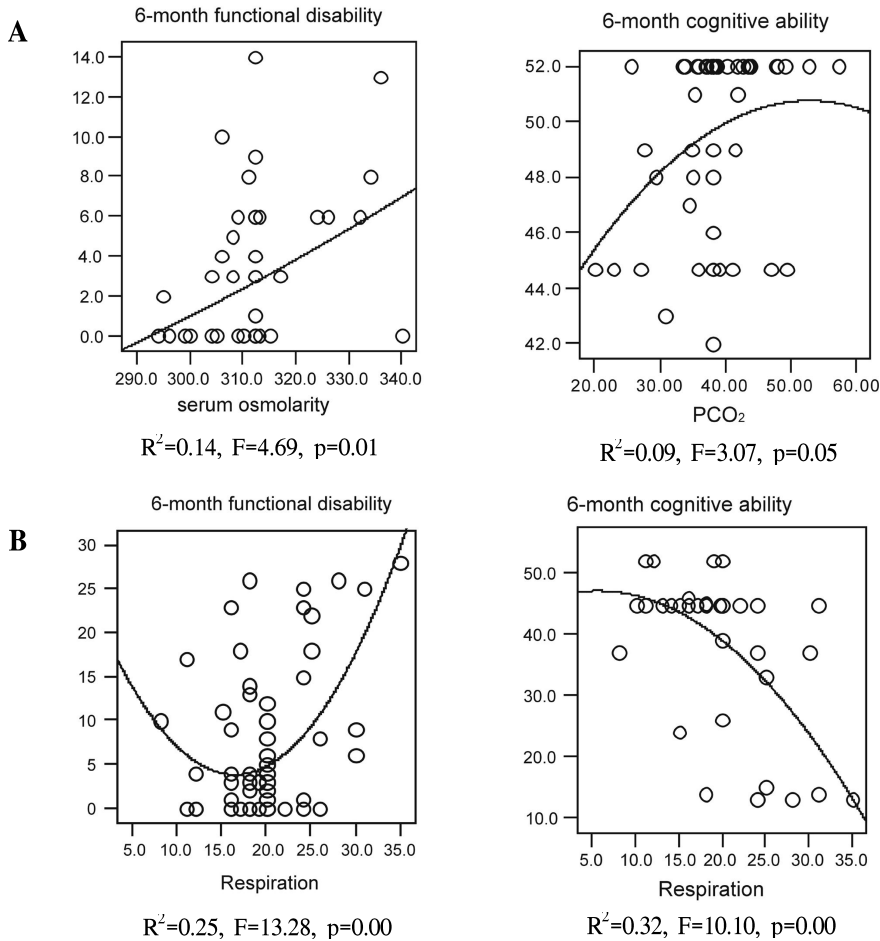 A
6-month functional disability
14.0
12.0
10.0
8.0
6.0
4.0
2.0
0.0
290.0 300.0 310.0 320.0 330.0 340.0
serum osmolarity
R²=0.14, F=4.69, p=0.01
6-month cognitive ability
52.0
50.0
48.0
46.0
44.0
42.0
20.00 30.00 40.00 50.00 60.00
PCO₂
R²=0.09, F=3.07, p=0.05
B
6-month functional disability
30
25
20
15
10
5
0
5.0 10.0 15.0 20.0 25.0 30.0 35.0
Respiration
R²=0.25, F=13.28, p=0.00
6-month cognitive ability
50.0
40.0
30.0
20.0
10.0
5.0 10.0 15.0 20.0 25.0 30.0 35.0
Respiration
R²=0.32, F=10.10, p=0.00